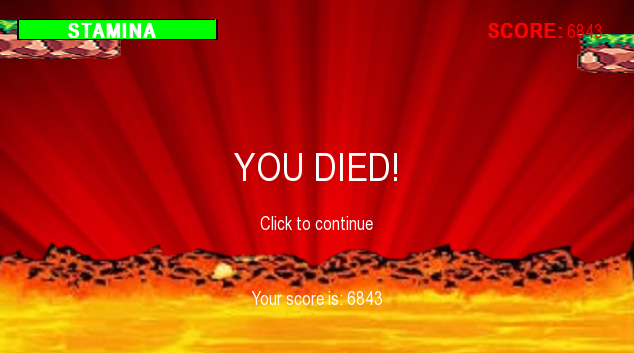 STAMINA
SCORE: 6843
YOU DIED!
Click to continue
Your score is: 6843